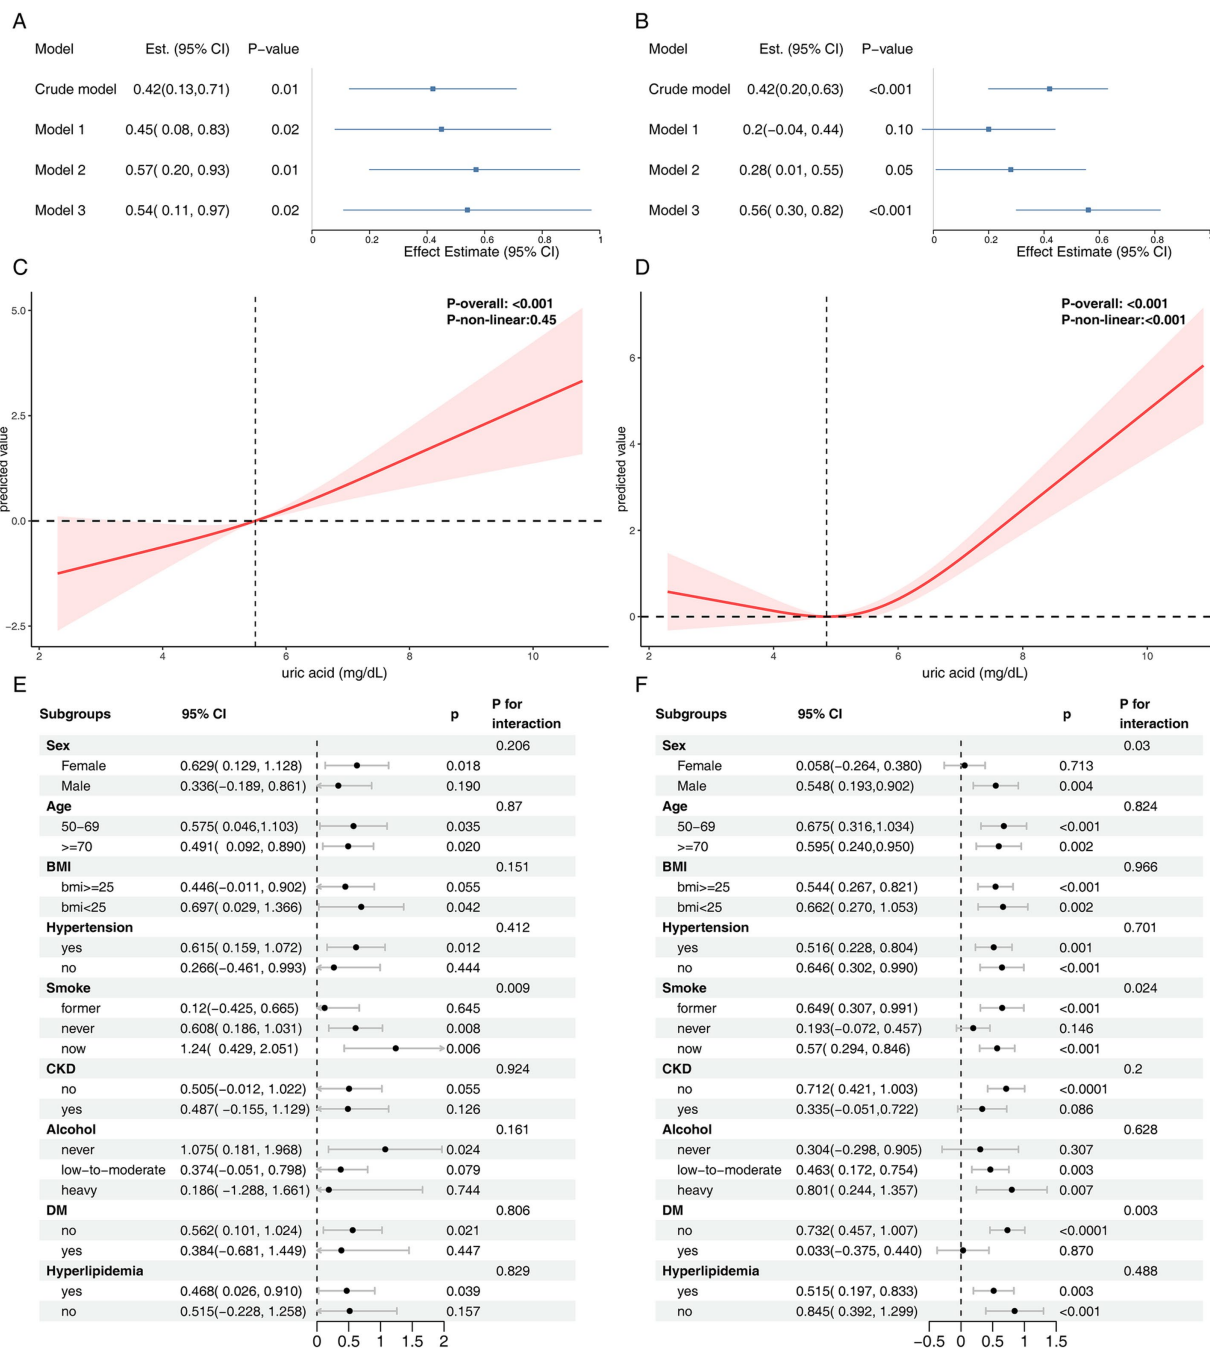 A
Model Est. (95% CI) P−value
Crude model 0.42(0.13,0.71) 0.01
Model 1 0.45( 0.08, 0.83) 0.02
Model 2 0.57( 0.20, 0.93) 0.01
Model 3 0.54( 0.11, 0.97) 0.02
0 0.2 0.4 0.6 0.8 1
Effect Estimate (95% CI)
B
Model Est. (95% CI) P−value
Crude model 0.42(0.20,0.63) <0.001
Model 1 0.2(−0.04, 0.44) 0.10
Model 2 0.28( 0.01, 0.55) 0.05
Model 3 0.56( 0.30, 0.82) <0.001
0 0.2 0.4 0.6 0.8 1
Effect Estimate (95% CI)
C
P-overall: <0.001
P-non-linear:0.45
predicted value
5.0
2.5
0.0
−2.5
2 4 6 8 10
uric acid (mg/dL)
D
P-overall: <0.001
P-non-linear:<0.001
predicted value
6
4
2
0
2 4 6 8 10
uric acid (mg/dL)
E
Subgroups 95% CI p P for interaction
Sex 0.206
Female 0.629( 0.129, 1.128) 0.018
Male 0.336(−0.189, 0.861) 0.190
Age 0.87
50−69 0.575( 0.046,1.103) 0.035
>=70 0.491( 0.092, 0.890) 0.020
BMI 0.151
bmi>=25 0.446(−0.011, 0.902) 0.055
bmi<25 0.697( 0.029, 1.366) 0.042
Hypertension 0.412
yes 0.615( 0.159, 1.072) 0.012
no 0.266(−0.461, 0.993) 0.444
Smoke 0.009
former 0.12(−0.425, 0.665) 0.645
never 0.608( 0.186, 1.031) 0.008
now 1.24( 0.429, 2.051) 0.006
CKD 0.924
no 0.505(−0.012, 1.022) 0.055
yes 0.487( −0.155, 1.129) 0.126
Alcohol 0.161
never 1.075( 0.181, 1.968) 0.024
low−to−moderate 0.374(−0.051, 0.798) 0.079
heavy 0.186( −1.288, 1.661) 0.744
DM 0.806
no 0.562( 0.101, 1.024) 0.021
yes 0.384(−0.681, 1.449) 0.447
Hyperlipidemia 0.829
yes 0.468( 0.026, 0.910) 0.039
no 0.515(−0.228, 1.258) 0.157
0 0.5 1 1.5 2
F
Subgroups 95% CI p P for interaction
Sex 0.03
Female 0.058(−0.264, 0.380) 0.713
Male 0.548( 0.193,0.902) 0.004
Age 0.824
50−69 0.675( 0.316,1.034) <0.001
>=70 0.595( 0.240,0.950) 0.002
BMI 0.966
bmi>=25 0.544( 0.267, 0.821) <0.001
bmi<25 0.662( 0.270, 1.053) 0.002
Hypertension 0.701
yes 0.516( 0.228, 0.804) 0.001
no 0.646( 0.302, 0.990) <0.001
Smoke 0.024
former 0.649( 0.307, 0.991) <0.001
never 0.193(−0.072, 0.457) 0.146
now 0.57( 0.294, 0.846) <0.001
CKD 0.2
no 0.712( 0.421, 1.003) <0.0001
yes 0.335(−0.051,0.722) 0.086
Alcohol 0.628
never 0.304(−0.298, 0.905) 0.307
low−to−moderate 0.463( 0.172, 0.754) 0.003
heavy 0.801( 0.244, 1.357) 0.007
DM 0.003
no 0.732( 0.457, 1.007) <0.0001
yes 0.033(−0.375, 0.440) 0.870
Hyperlipidemia 0.488
yes 0.515( 0.197, 0.833) 0.003
no 0.845( 0.392, 1.299) <0.001
−0.5 0 0.5 1 1.5